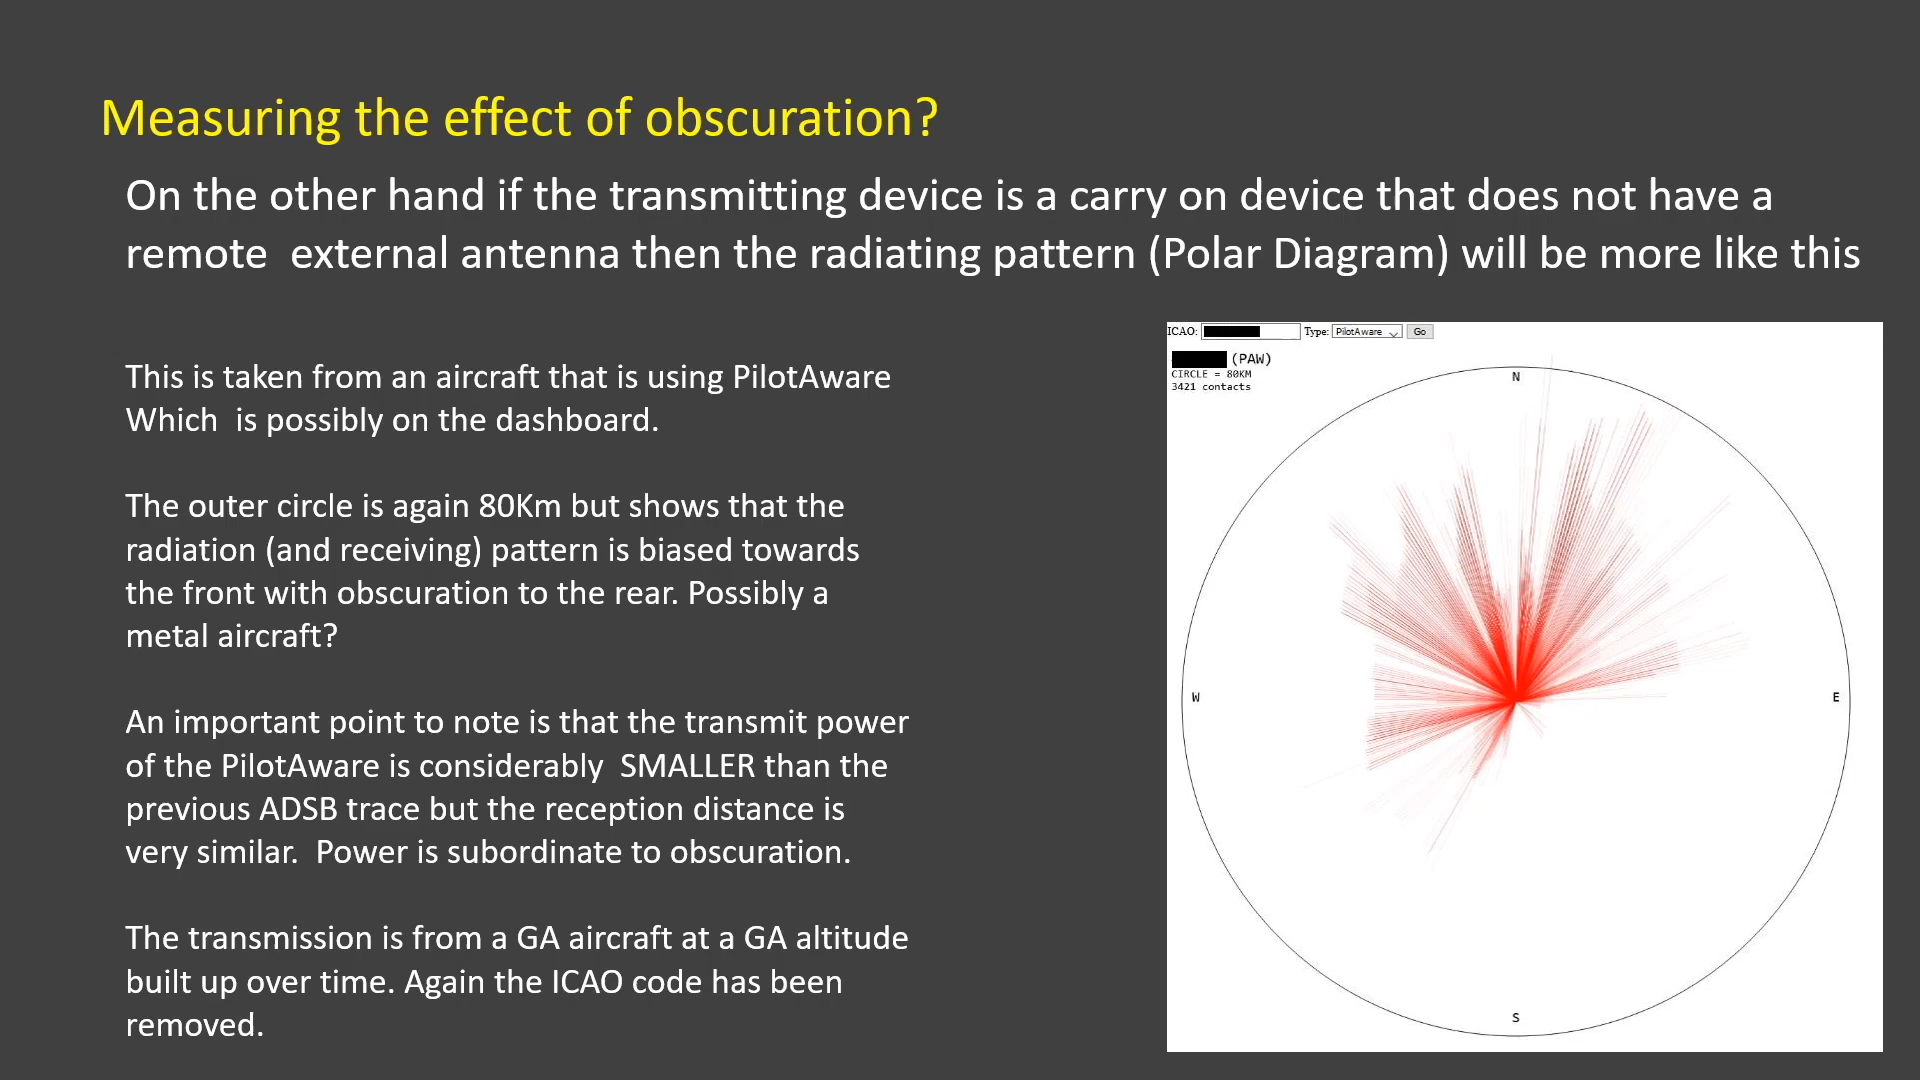 Measuring the effect of obscuration?
On the other hand if the transmitting device is a carry on device that does not have a
remote  external antenna then the radiating pattern (Polar Diagram) will be more like this
This is taken from an aircraft that is using PilotAware
Which  is possibly on the dashboard.
The outer circle is again 80Km but shows that the
radiation (and receiving) pattern is biased towards
the front with obscuration to the rear. Possibly a
metal aircraft?
An important point to note is that the transmit power
of the PilotAware is considerably  SMALLER than the
previous ADSB trace but the reception distance is
very similar.  Power is subordinate to obscuration.
The transmission is from a GA aircraft at a GA altitude
built up over time. Again the ICAO code has been
removed.
ICAO: Type: PilotAware Go
(PAW)
CIRCLE = 80KM
3421 contacts
N
W
E
S